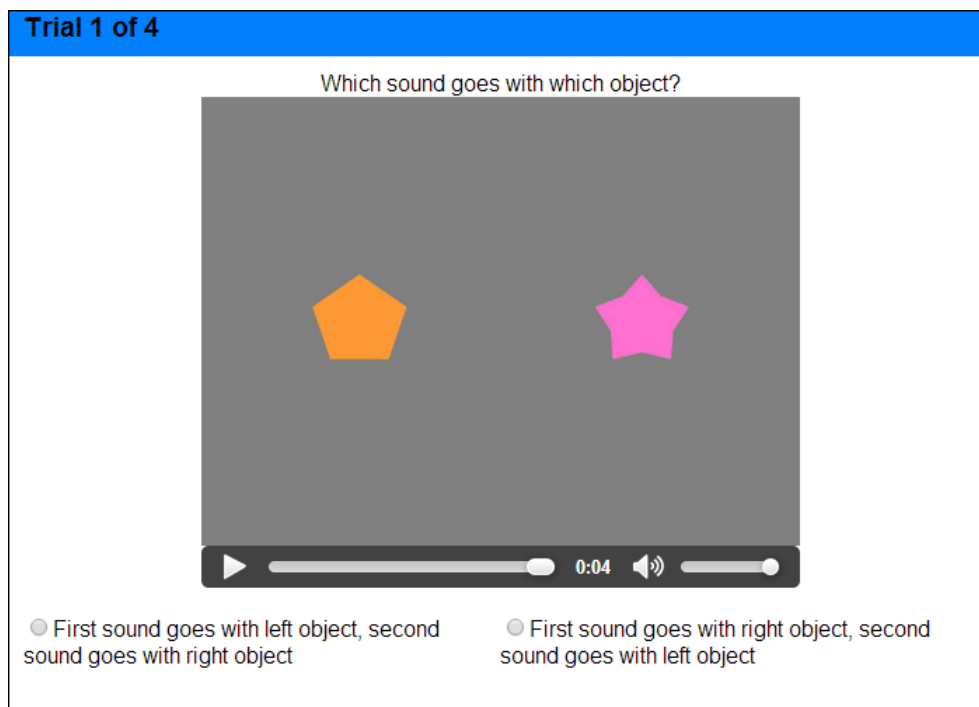 Trial 1 of 4
Which sound goes with which object?
0:04
First sound goes with left object, second
sound goes with right object
First sound goes with right object, second
sound goes with left object